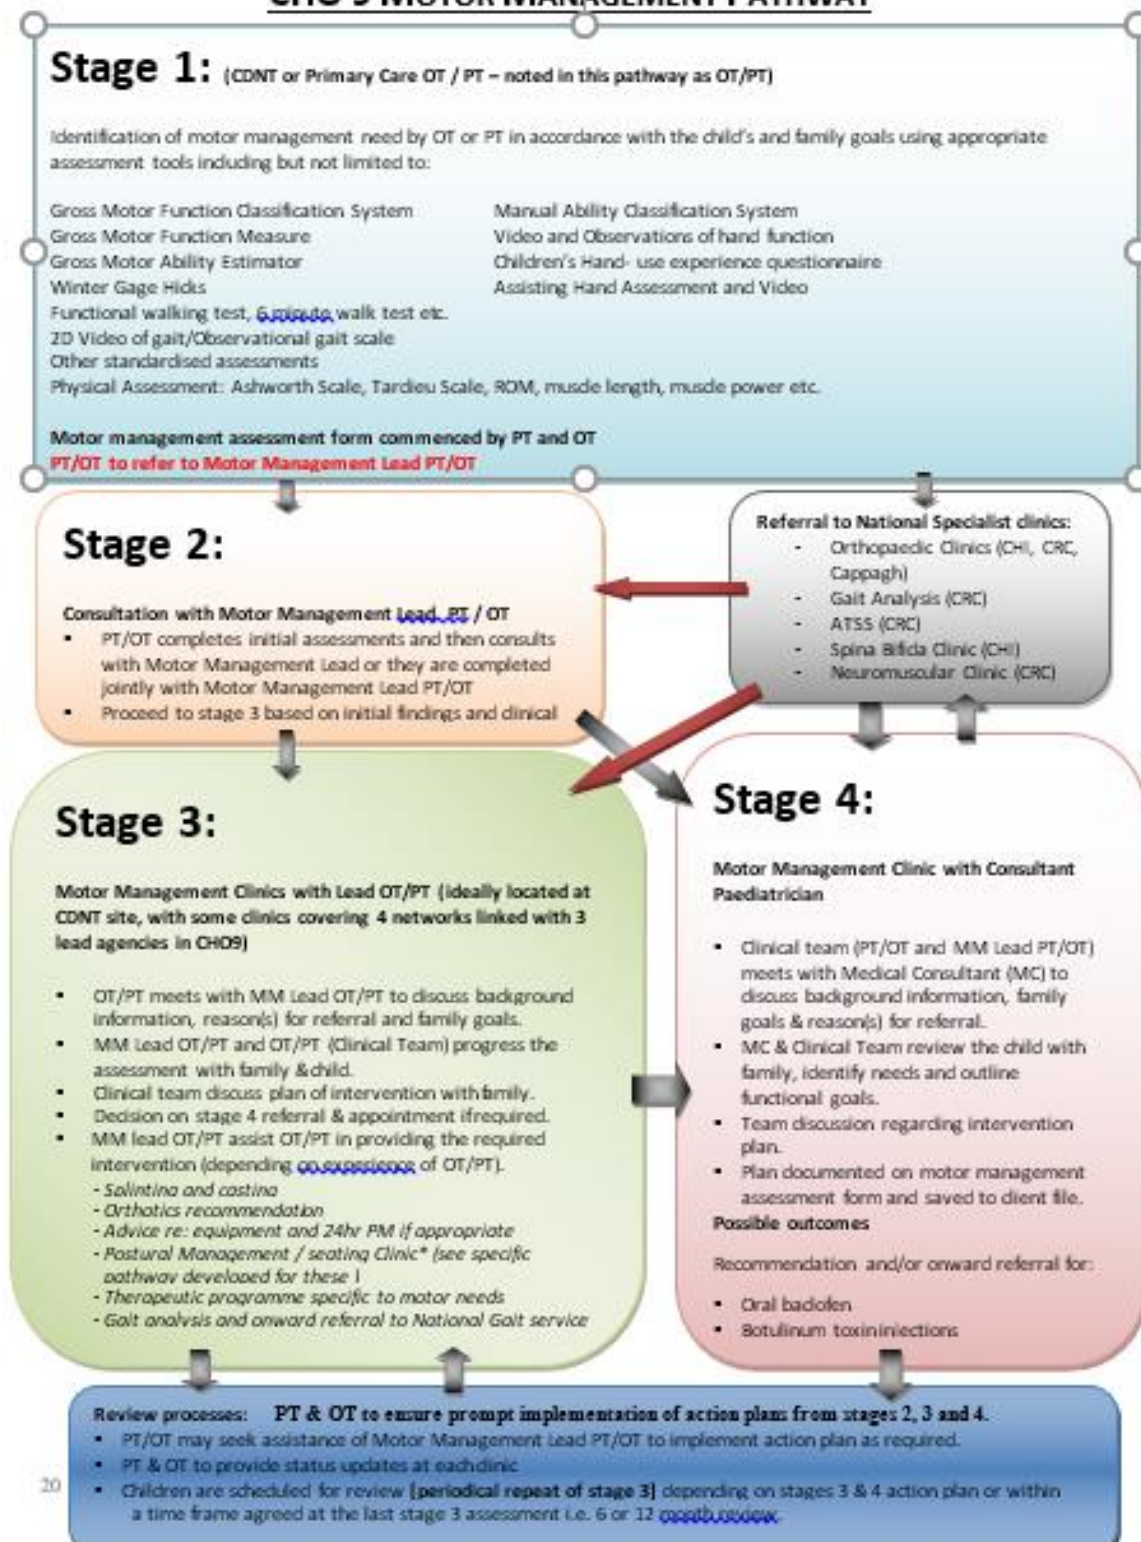 CHO 9 MOTOR MANAGEMENT PATHWAY
Stage 1: (CDNT or Primary Care OT / PT – noted in this pathway as OT/PT)
Identification of motor management need by OT or PT in accordance with the child's and family goals using appropriate
assessment tools including but not limited to:
Gross Motor Function Classification System
Gross Motor Function Measure
Gross Motor Ability Estimator
Winter Gage Hicks
Functional walking test, 6 minute walk test etc.
2D Video of gait/Observational gait scale
Other standardised assessments
Physical Assessment: Ashworth Scale, Tardieu Scale, ROM, muscle length, muscle power etc.
Manual Ability Classification System
Video and Observations of hand function
Children's Hand- use experience questionnaire
Assisting Hand Assessment and Video
Motor management assessment form commenced by PT and OT
PT/OT to refer to Motor Management Lead PT/OT
Stage 2:
Consultation with Motor Management Lead PT / OT
▪ PT/OT completes initial assessments and then consults
with Motor Management Lead or they are completed
jointly with Motor Management Lead PT/OT
▪ Proceed to stage 3 based on initial findings and clinical
Referral to National Specialist clinics:
- Orthopaedic Clinics (CHI, CRC,
Cappagh)
- Gait Analysis (CRC)
- ATSS (CRC)
- Spina Bifida Clinic (CHI)
- Neuromuscular Clinic (CRC)
Stage 3:
Motor Management Clinics with Lead OT/PT (ideally located at
CDNT site, with some clinics covering 4 networks linked with 3
lead agencies in CHO9)
▪ OT/PT meets with MM Lead OT/PT to discuss background
information, reason(s) for referral and family goals.
▪ MM Lead OT/PT and OT/PT (Clinical Team) progress the
assessment with family & child.
▪ Clinical team discuss plan of intervention with family.
▪ Decision on stage 4 referral & appointment if required.
▪ MM lead OT/PT assist OT/PT in providing the required
intervention (depending on experience of OT/PT).
- Splinting and casting
- Orthotics recommendation
- Advice re: equipment and 24hr PM if appropriate
- Postural Management / seating Clinic* (see specific
pathway developed for these )
- Therapeutic programme specific to motor needs
- Gait analysis and onward referral to National Gait service
Stage 4:
Motor Management Clinic with Consultant
Paediatrician
▪ Clinical team (PT/OT and MM Lead PT/OT)
meets with Medical Consultant (MC) to
discuss background information, family
goals & reason(s) for referral.
▪ MC & Clinical Team review the child with
family, identify needs and outline
functional goals.
▪ Team discussion regarding intervention
plan.
▪ Plan documented on motor management
assessment form and saved to client file.
Possible outcomes
Recommendation and/or onward referral for:
▪ Oral baclofen
▪ Botulinum toxin injections
Review processes: PT & OT to ensure prompt implementation of action plans from stages 2, 3 and 4.
▪ PT/OT may seek assistance of Motor Management Lead PT/OT to implement action plan as required.
▪ PT & OT to provide status updates at each clinic
▪ Children are scheduled for review [periodical repeat of stage 3] depending on stages 3 & 4 action plan or within
a time frame agreed at the last stage 3 assessment i.e. 6 or 12 month review.
20